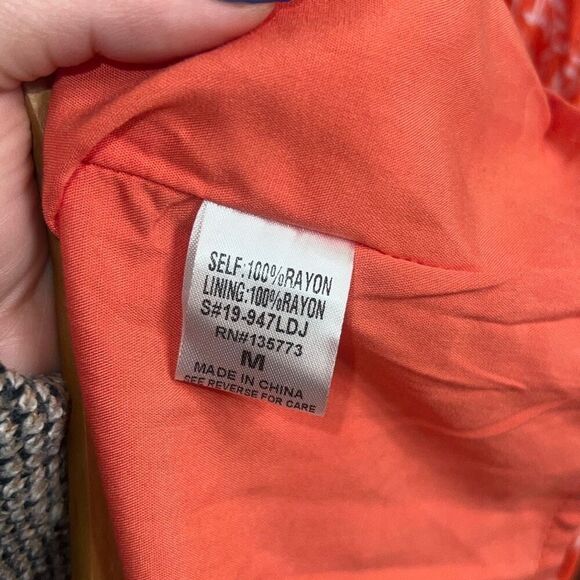 SELF:100%RAYON
LINING:100%RAYON
S#19-947LDJ
RN#135773
M
MADE IN CHINA
SEE REVERSE FOR CARE